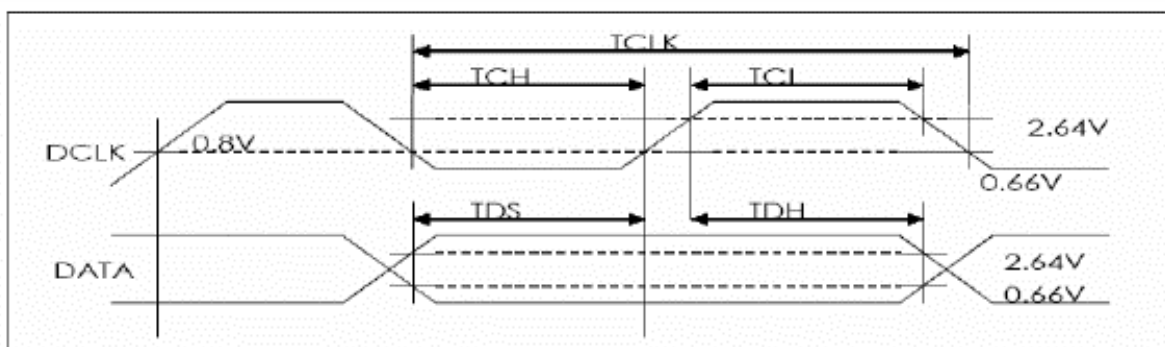 TCLK
TCH TCL
DCLK 0.8V 2.64V
0.66V
TDS TDH
DATA 2.64V
0.66V